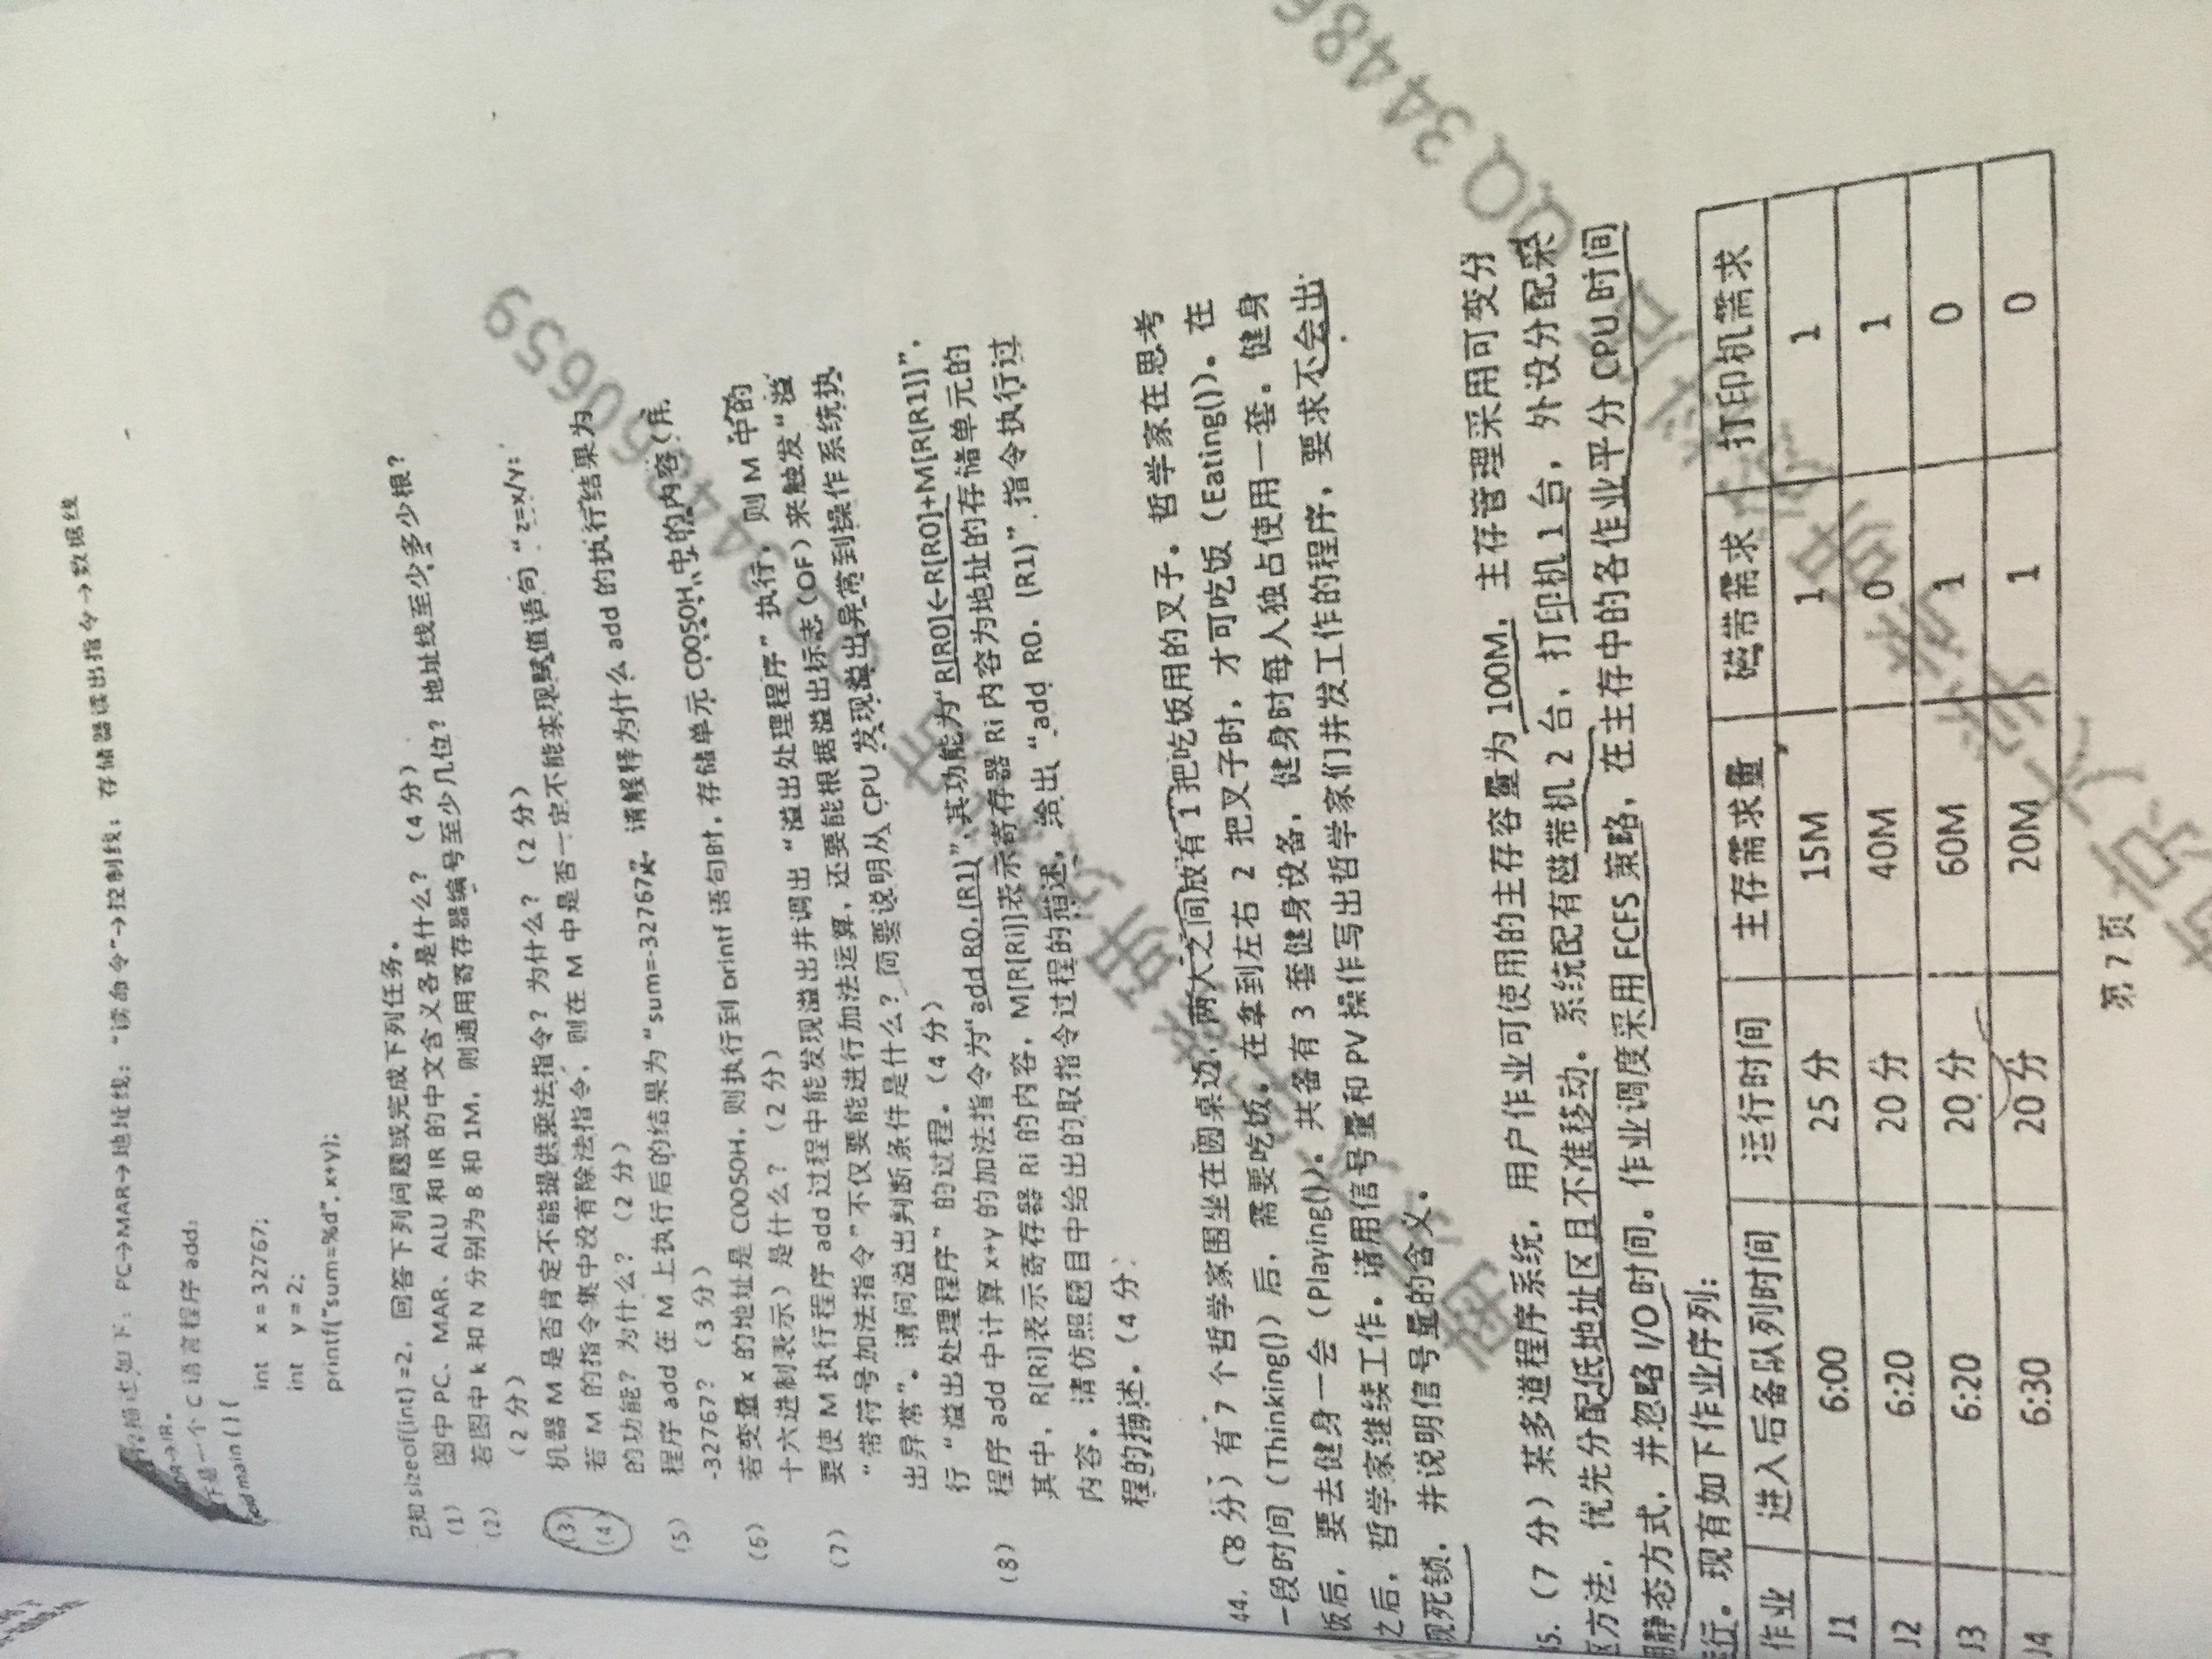 描述如下：PC→MAR→地址线；“读命令”→控制线；存储器读出指令→数据线
DR→IR。
下是一个 C 语言程序 add：
oid main ( ) {
int x = 32767;
int y = 2;
printf("sum=%d", x+y);
已知 sizeof(int) =2，回答下列问题或完成下列任务。
（1） 图中 PC、MAR、ALU 和 IR 的中文含义各是什么？（4 分）
（2） 若图中 k 和 N 分别为 8 和 1M，则通用寄存器编号至少几位？地址线至少多少根？
（2 分）
（3） 机器 M 是否肯定不能提供乘法指令？为什么？（2 分）
（4） 若 M 的指令集中没有除法指令，则在 M 中是否一定不能实现赋值语句“z=x/y;
的功能？为什么？（2 分）
（5） 程序 add 在 M 上执行后的结果为“sum=-32767”，请解释为什么 add 的执行结果为
-32767？（3 分）
（6） 若变量 x 的地址是 C0050H，则执行到 printf 语句时，存储单元 C0050H 中的内容（用
十六进制表示）是什么？（2 分）
（7） 要使 M 执行程序 add 过程中能发现溢出并调出“溢出处理程序”执行，则 M 中的
“带符号加法指令”不仅要能进行加法运算，还要能根据溢出标志（OF）来触发“溢
出异常”。请问溢出判断条件是什么？简要说明从 CPU 发现溢出异常到操作系统执
行“溢出处理程序”的过程。（4 分）
（8） 程序 add 中计算 x+y 的加法指令为“add R0, (R1)”，其功能为“R[R0]←R[R0]+M[R[R1]]”，
其中，R[Ri]表示寄存器 Ri 的内容，M[R[Ri]]表示寄存器 Ri 内容为地址的存储单元的
内容。请仿照题目中给出的取指令过程的描述，给出“add R0, (R1)”指令执行过
程的描述。（4 分）
44.（8 分）有 7 个哲学家围坐在圆桌边，两人之间放有 1 把吃饭用的叉子。哲学家在思考
一段时间（Thinking()）后，需要吃饭。在拿到左右 2 把叉子时，才可吃饭（Eating()）。在
饭后，要去健身一会（Playing()）。共备有 3 套健身设备，健身时每人独占使用一套。健身
之后，哲学家继续工作。请用信号量和 PV 操作写出哲学家们并发工作的程序，要求不会出
现死锁，并说明信号量的含义。
5.（7 分）某多道程序系统，用户作业可使用的主存容量为 100M，主存管理采用可变分
区方法，优先分配低地址区且不准移动。系统配有磁带机 2 台，打印机 1 台，外设分配采
用静态方式，并忽略 I/O 时间。作业调度采用 FCFS 策略，在主存中的各作业平分 CPU 时间
运行。现有如下作业序列：
作业 进入后备队列时间 运行时间 主存需求量 磁带需求 打印机需求
J1 6:00 25 分 15M 1 1
J2 6:20 20 分 40M 0 1
J3 6:20 20 分 60M 1 0
J4 6:30 20 分 20M 1 0
第 7 页
南京大学考研资料店 QQ 344860659
南京大学考研资料店 QQ 34486